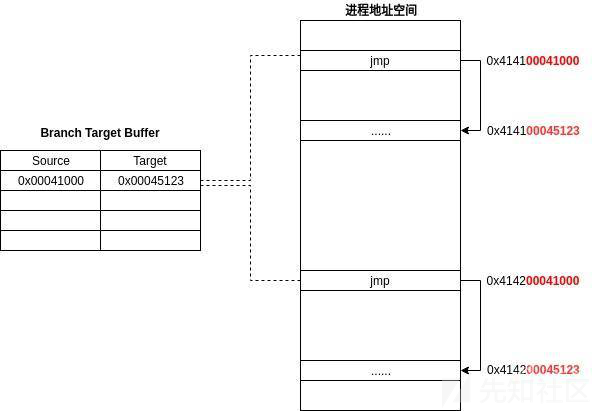 进程地址空间
jmp
0x414100041000
......
0x414100045123
Branch Target Buffer
Source
Target
0x00041000
0x00045123
jmp
0x414200041000
......
0x414200045123
先知社区